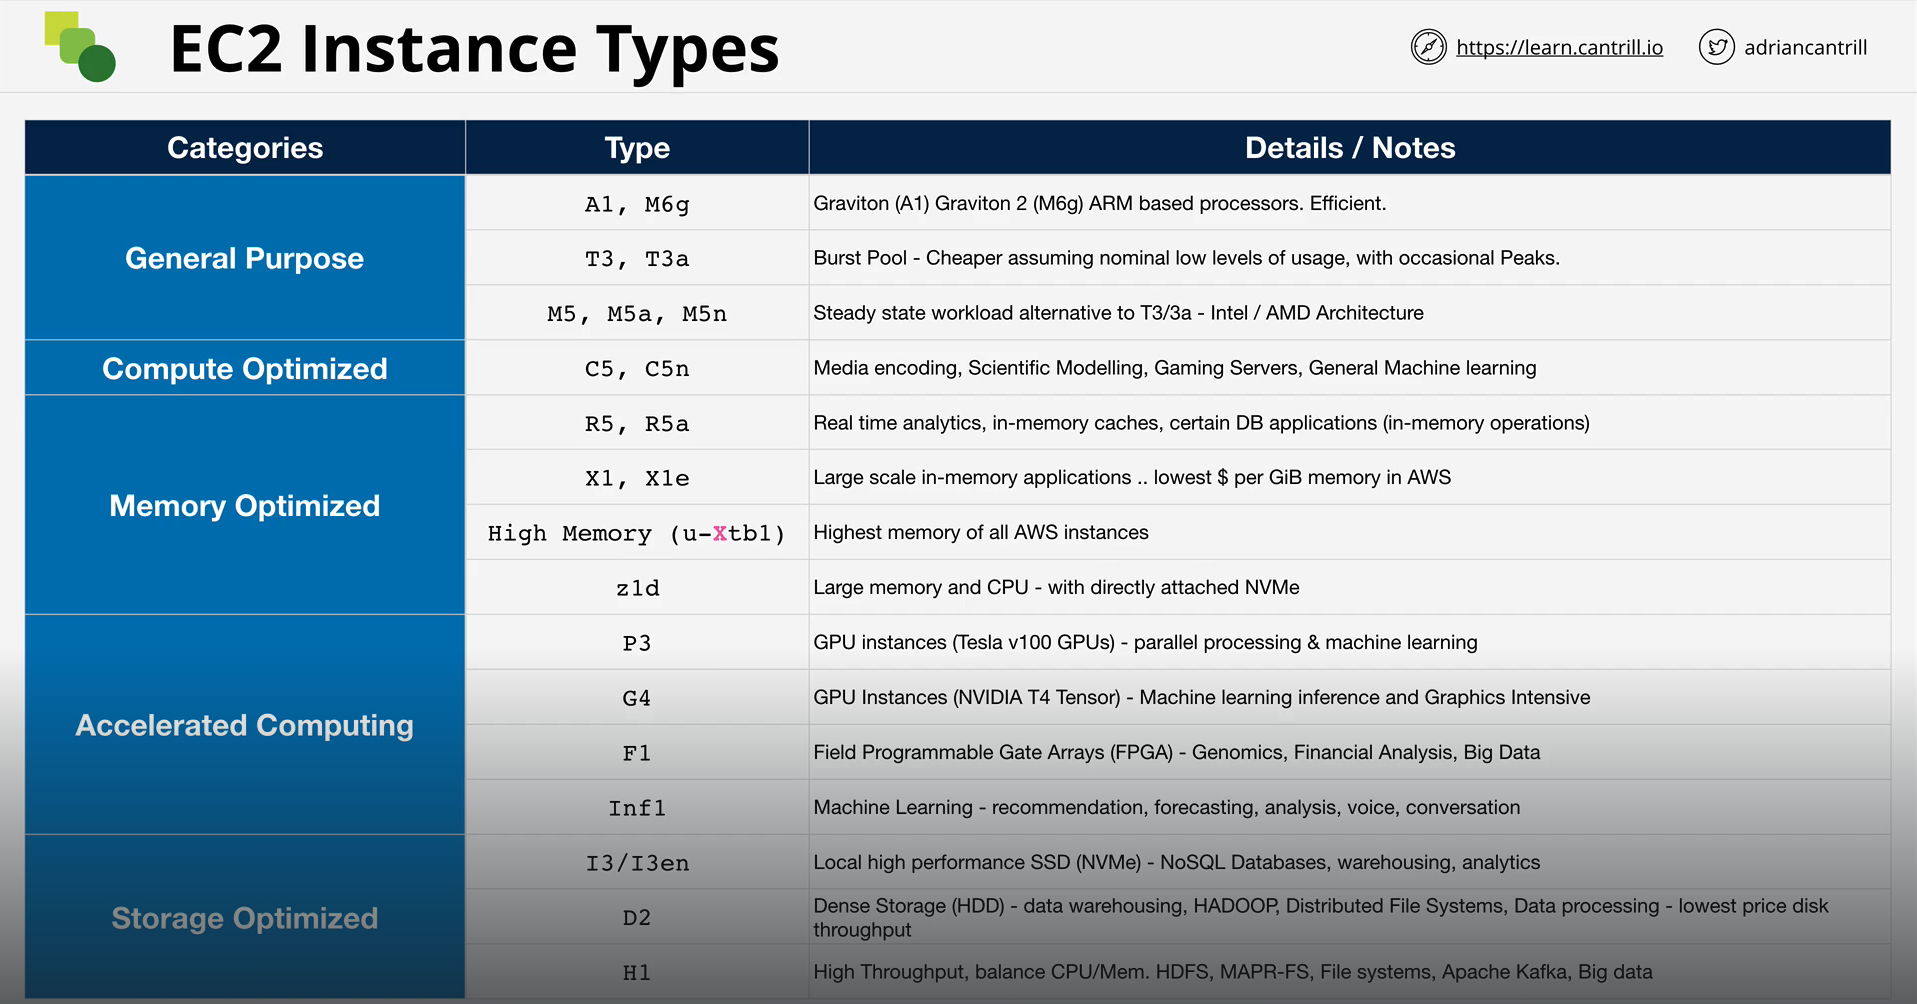 EC2 Instance Types
https://learn.cantrill.io
adriancantrill
Categories
Type
Details / Notes
General Purpose
A1, M6g
Graviton (A1) Graviton 2 (M6g) ARM based processors. Efficient.
T3, T3a
Burst Pool - Cheaper assuming nominal low levels of usage, with occasional Peaks.
M5, M5a, M5n
Steady state workload alternative to T3/3a - Intel / AMD Architecture
Compute Optimized
C5, C5n
Media encoding, Scientific Modelling, Gaming Servers, General Machine learning
Memory Optimized
R5, R5a
Real time analytics, in-memory caches, certain DB applications (in-memory operations)
X1, X1e
Large scale in-memory applications .. lowest $ per GiB memory in AWS
High Memory (u-Xtb1)
Highest memory of all AWS instances
z1d
Large memory and CPU - with directly attached NVMe
Accelerated Computing
P3
GPU instances (Tesla v100 GPUs) - parallel processing & machine learning
G4
GPU Instances (NVIDIA T4 Tensor) - Machine learning inference and Graphics Intensive
F1
Field Programmable Gate Arrays (FPGA) - Genomics, Financial Analysis, Big Data
Inf1
Machine Learning - recommendation, forecasting, analysis, voice, conversation
Storage Optimized
I3/I3en
Local high performance SSD (NVMe) - NoSQL Databases, warehousing, analytics
D2
Dense Storage (HDD) - data warehousing, HADOOP, Distributed File Systems, Data processing - lowest price disk
throughput
H1
High Throughput, balance CPU/Mem. HDFS, MAPR-FS, File systems, Apache Kafka, Big data